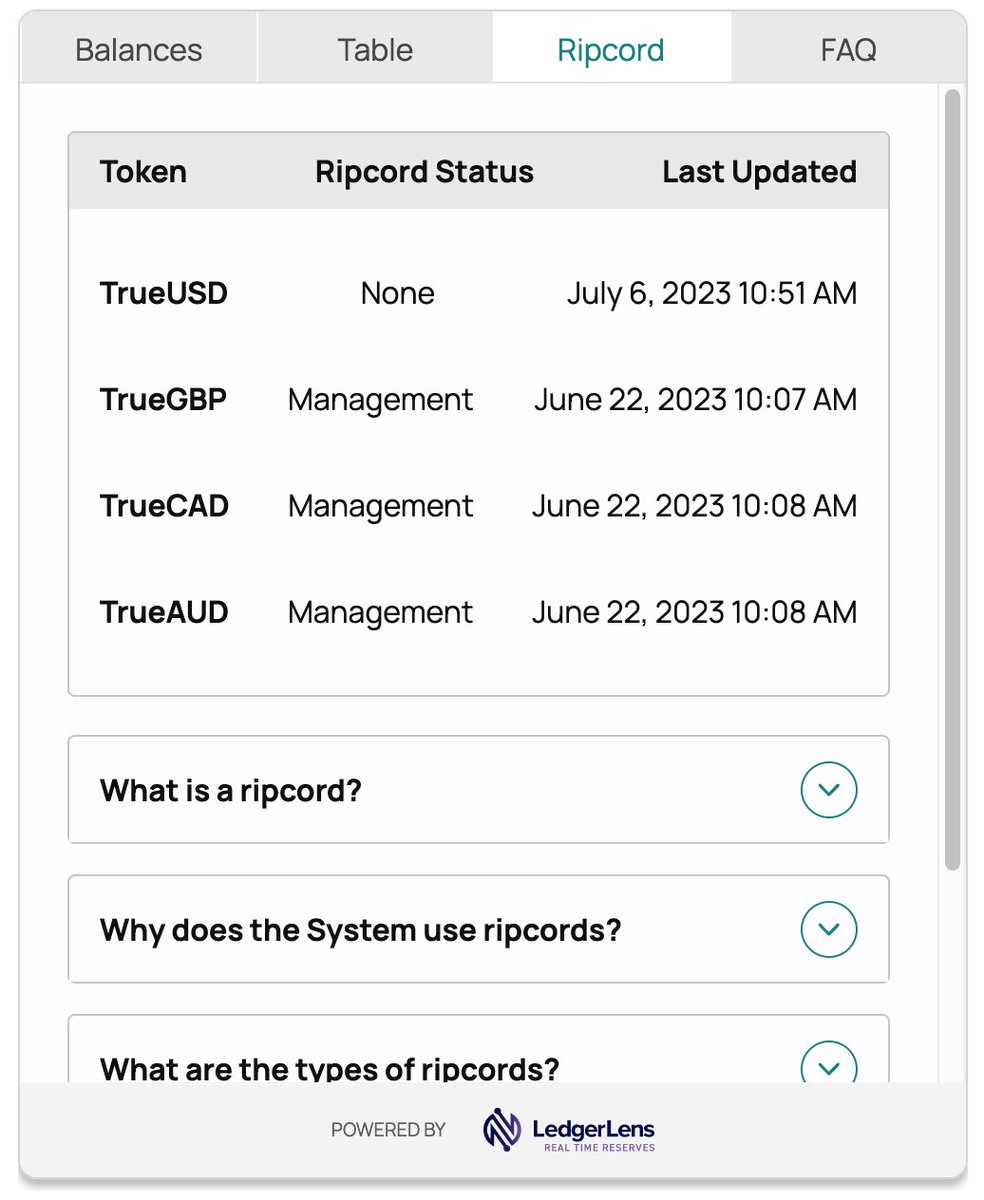 Balances Table Ripcord FAQ
Token Ripcord Status Last Updated
TrueUSD None July 6, 2023 10:51 AM
TrueGBP Management June 22, 2023 10:07 AM
TrueCAD Management June 22, 2023 10:08 AM
TrueAUD Management June 22, 2023 10:08 AM
What is a ripcord?
Why does the System use ripcords?
What are the types of ripcords?
POWERED BY LedgerLens
REAL TIME RESERVES